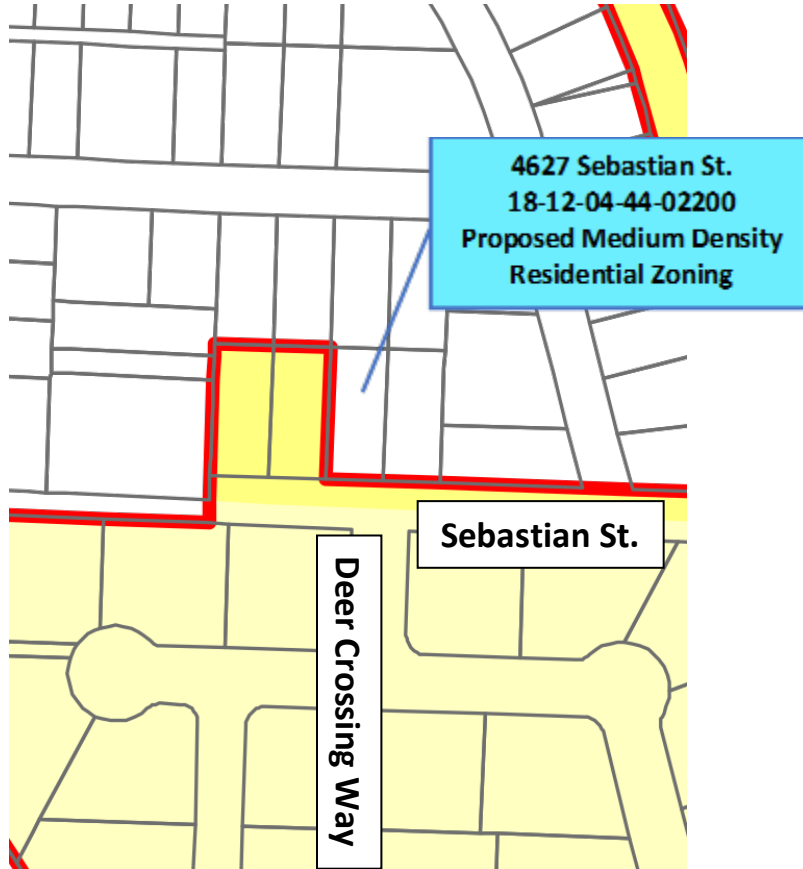 4627 Sebastian St.
18-12-04-44-02200
Proposed Medium Density
Residential Zoning
Sebastian St.
Deer Crossing Way